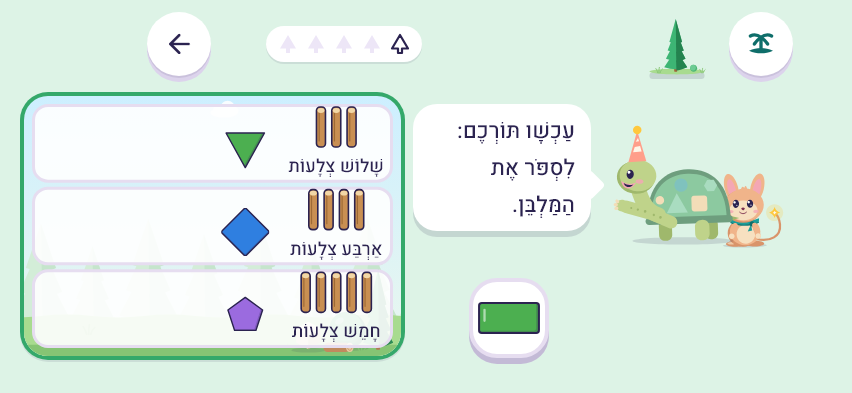 עַכְשָׁו תּוֹרְכֶם:
לִסְפֹּר אֶת
הַמַּלְבֵּן.
שָׁלוֹשׁ צְלָעוֹת
אַרְבַּע צְלָעוֹת
חָמֵשׁ צְלָעוֹת